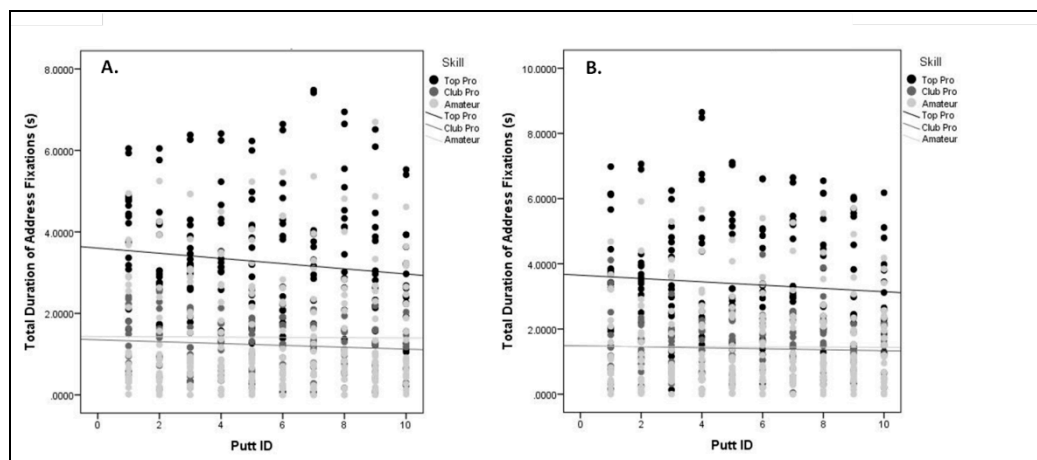 A.
Total Duration of Address Fixations (s)
8.0000
6.0000
4.0000
2.0000
.0000
0 2 4 6 8 10
Putt ID
Skill
Top Pro
Club Pro
Amateur
Top Pro
Club Pro
Amateur
B.
Total Duration of Address Fixations (s)
10.0000
8.0000
6.0000
4.0000
2.0000
.0000
0 2 4 6 8 10
Putt ID
Skill
Top Pro
Club Pro
Amateur
Top Pro
Club Pro
Amateur